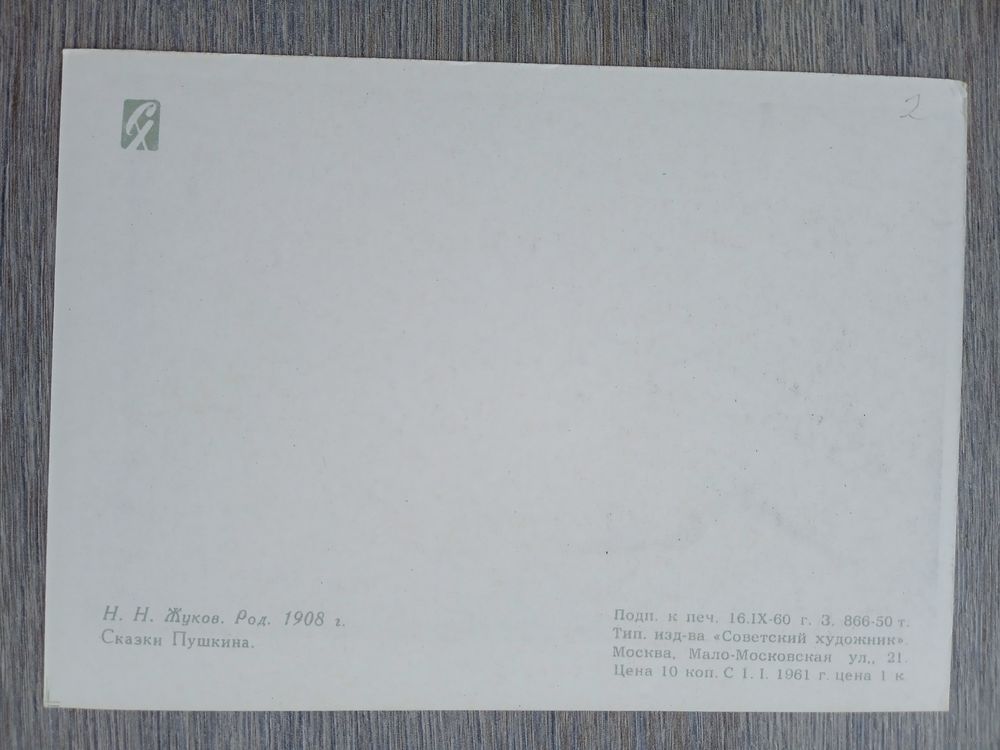 СХ
2
Н. Н. Жуков. Род. 1908 г.
Сказки Пушкина.
Подп. к печ. 16.IX-60 г. З. 866-50 т.
Тип. изд-ва «Советский художник».
Москва, Мало-Московская ул., 21.
Цена 10 коп. С 1. I. 1961 г. цена 1 к